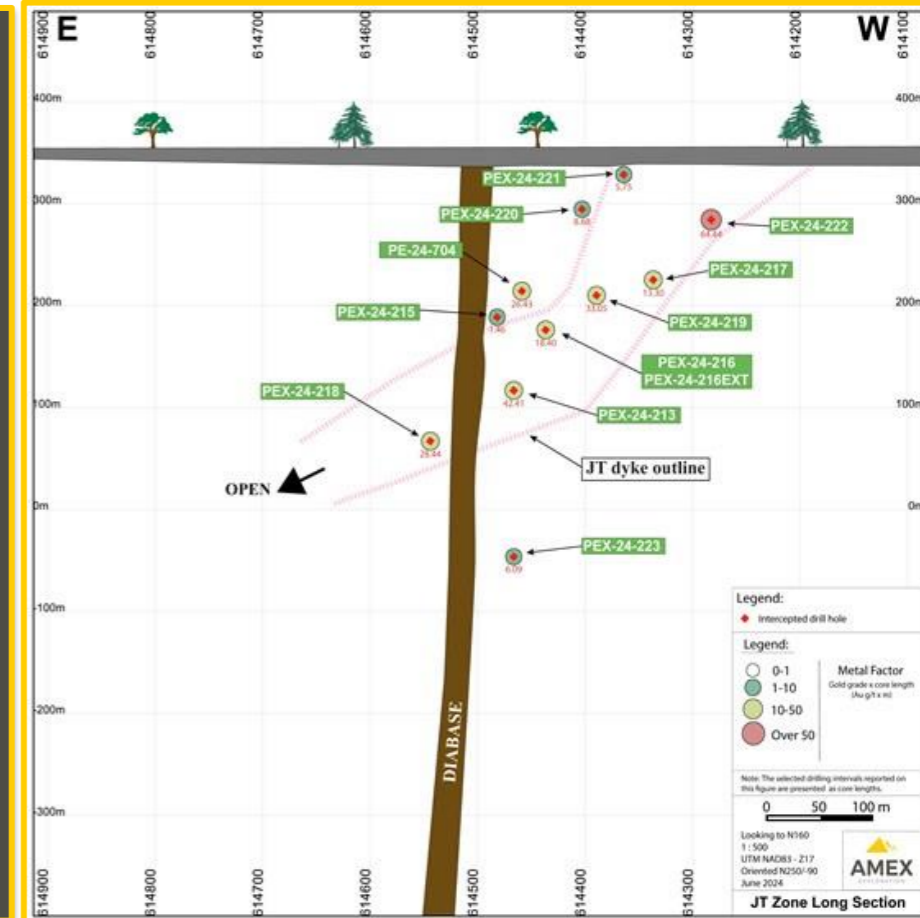 614900
E
614800
614700
614600
614500
614400
614300
614200
W
614100
400m
400m
PEX-24-221
5.75
300m
300m
PEX-24-220
8.68
PEX-24-222
64.64
PE-24-704
26.43
PEX-24-217
13.30
200m
200m
PEX-24-215
1.46
33.05
PEX-24-219
18.40
PEX-24-216
PEX-24-216EXT
PEX-24-218
100m
100m
42.41
PEX-24-213
26.44
JT dyke outline
OPEN
0m
0m
PEX-24-223
6.09
-100m
-200m
-300m
DIABASE
Legend:
Intercepted drill hole
Legend:
0-1
1-10
10-50
Over 50
Metal Factor
Gold grade x core length
(Au g/t x m)
Note: The selected drilling intervals reported on
this figure are presented as core lengths.
0 50 100 m
Looking to N160
1 : 500
UTM NAD83 - Z17
Oriented N250/-90
June 2024
AMEX
EXPLORATION
JT Zone Long Section
614900
614800
614700
614600
614500
614400
614300